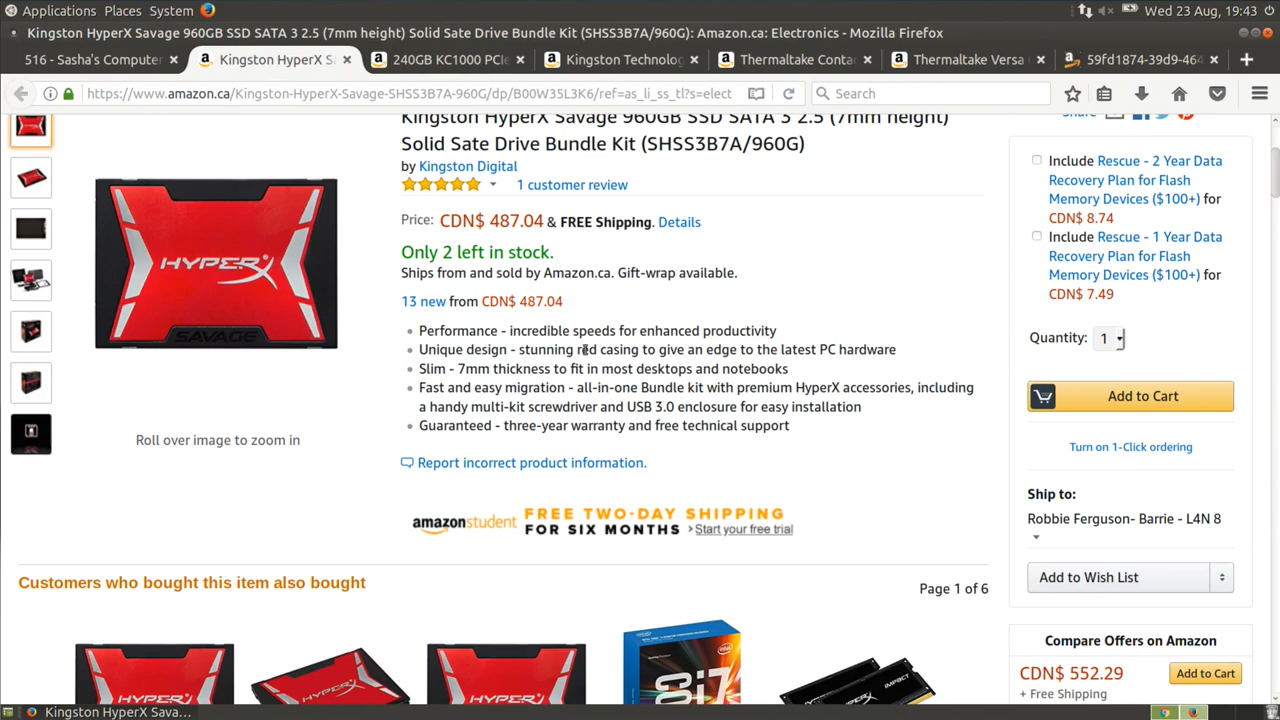 Applications Places System Wed 23 Aug, 19:43
Kingston HyperX Savage 960GB SSD SATA 3 2.5 (7mm height) Solid Sate Drive Bundle Kit (SHSS3B7A/960G): Amazon.ca: Electronics - Mozilla Firefox
516 - Sasha's Computer Kingston HyperX S 240GB KC1000 PCIe Kingston Technolog Thermaltake Contac Thermaltake Versa 59fd1874-39d9-464
https://www.amazon.ca/Kingston-HyperX-Savage-SHSS3B7A-960G/dp/B00W35L3K6/ref=as_li_ss_tl?s=elect Search
Kingston HyperX Savage 960GB SSD SATA 3 2.5 (7mm height)
Solid Sate Drive Bundle Kit (SHSS3B7A/960G)
by Kingston Digital
1 customer review
Price: CDN$ 487.04 & FREE Shipping. Details
Only 2 left in stock.
Ships from and sold by Amazon.ca. Gift-wrap available.
13 new from CDN$ 487.04
Performance - incredible speeds for enhanced productivity
Unique design - stunning red casing to give an edge to the latest PC hardware
Slim - 7mm thickness to fit in most desktops and notebooks
Fast and easy migration - all-in-one Bundle kit with premium HyperX accessories, including
a handy multi-kit screwdriver and USB 3.0 enclosure for easy installation
Guaranteed - three-year warranty and free technical support
Report incorrect product information.
HYPERX
SAVAGE
Roll over image to zoom in
amazonstudent FREE TWO-DAY SHIPPING
FOR SIX MONTHS >Start your free trial
Share
Include Rescue - 2 Year Data
Recovery Plan for Flash
Memory Devices ($100+) for
CDN$ 8.74
Include Rescue - 1 Year Data
Recovery Plan for Flash
Memory Devices ($100+) for
CDN$ 7.49
Quantity: 1
Add to Cart
Turn on 1-Click ordering
Ship to:
Robbie Ferguson- Barrie - L4N 8
Add to Wish List
Compare Offers on Amazon
CDN$ 552.29 Add to Cart
+ Free Shipping
Customers who bought this item also bought
Page 1 of 6
HYPERX
HYPERX
HYPERX
intel
i7
IMPACT
Kingston HyperX Sava...